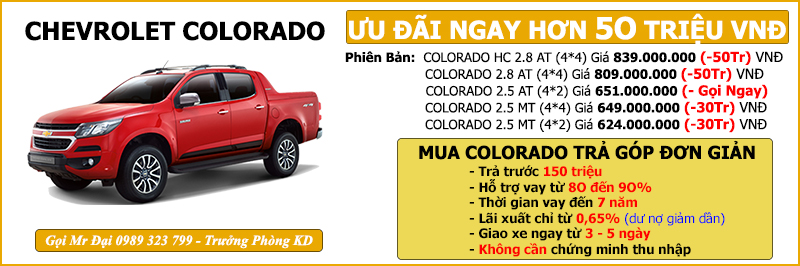 CHEVROLET COLORADO
Gọi Mr Đại 0989 323 799 - Trưởng Phòng KD
ƯU ĐÃI NGAY HƠN 50 TRIỆU VNĐ
Phiên Bản: COLORADO HC 2.8 AT (4*4) Giá 839.000.000 (-50Tr) VNĐ
COLORADO 2.8 AT (4*4) Giá 809.000.000 (-50Tr) VNĐ
COLORADO 2.5 AT (4*2) Giá 651.000.000 (- Gọi Ngay)
COLORADO 2.5 MT (4*4) Giá 649.000.000 (-30Tr) VNĐ
COLORADO 2.5 MT (4*2) Giá 624.000.000 (-30Tr) VNĐ
MUA COLORADO TRẢ GÓP ĐƠN GIẢN
- Trả trước 150 triệu
- Hỗ trợ vay từ 80 đến 90%
- Thời gian vay đến 7 năm
- Lãi xuất chỉ từ 0,65% (dư nợ giảm dần)
- Giao xe ngay từ 3 - 5 ngày
- Không cần chứng minh thu nhập